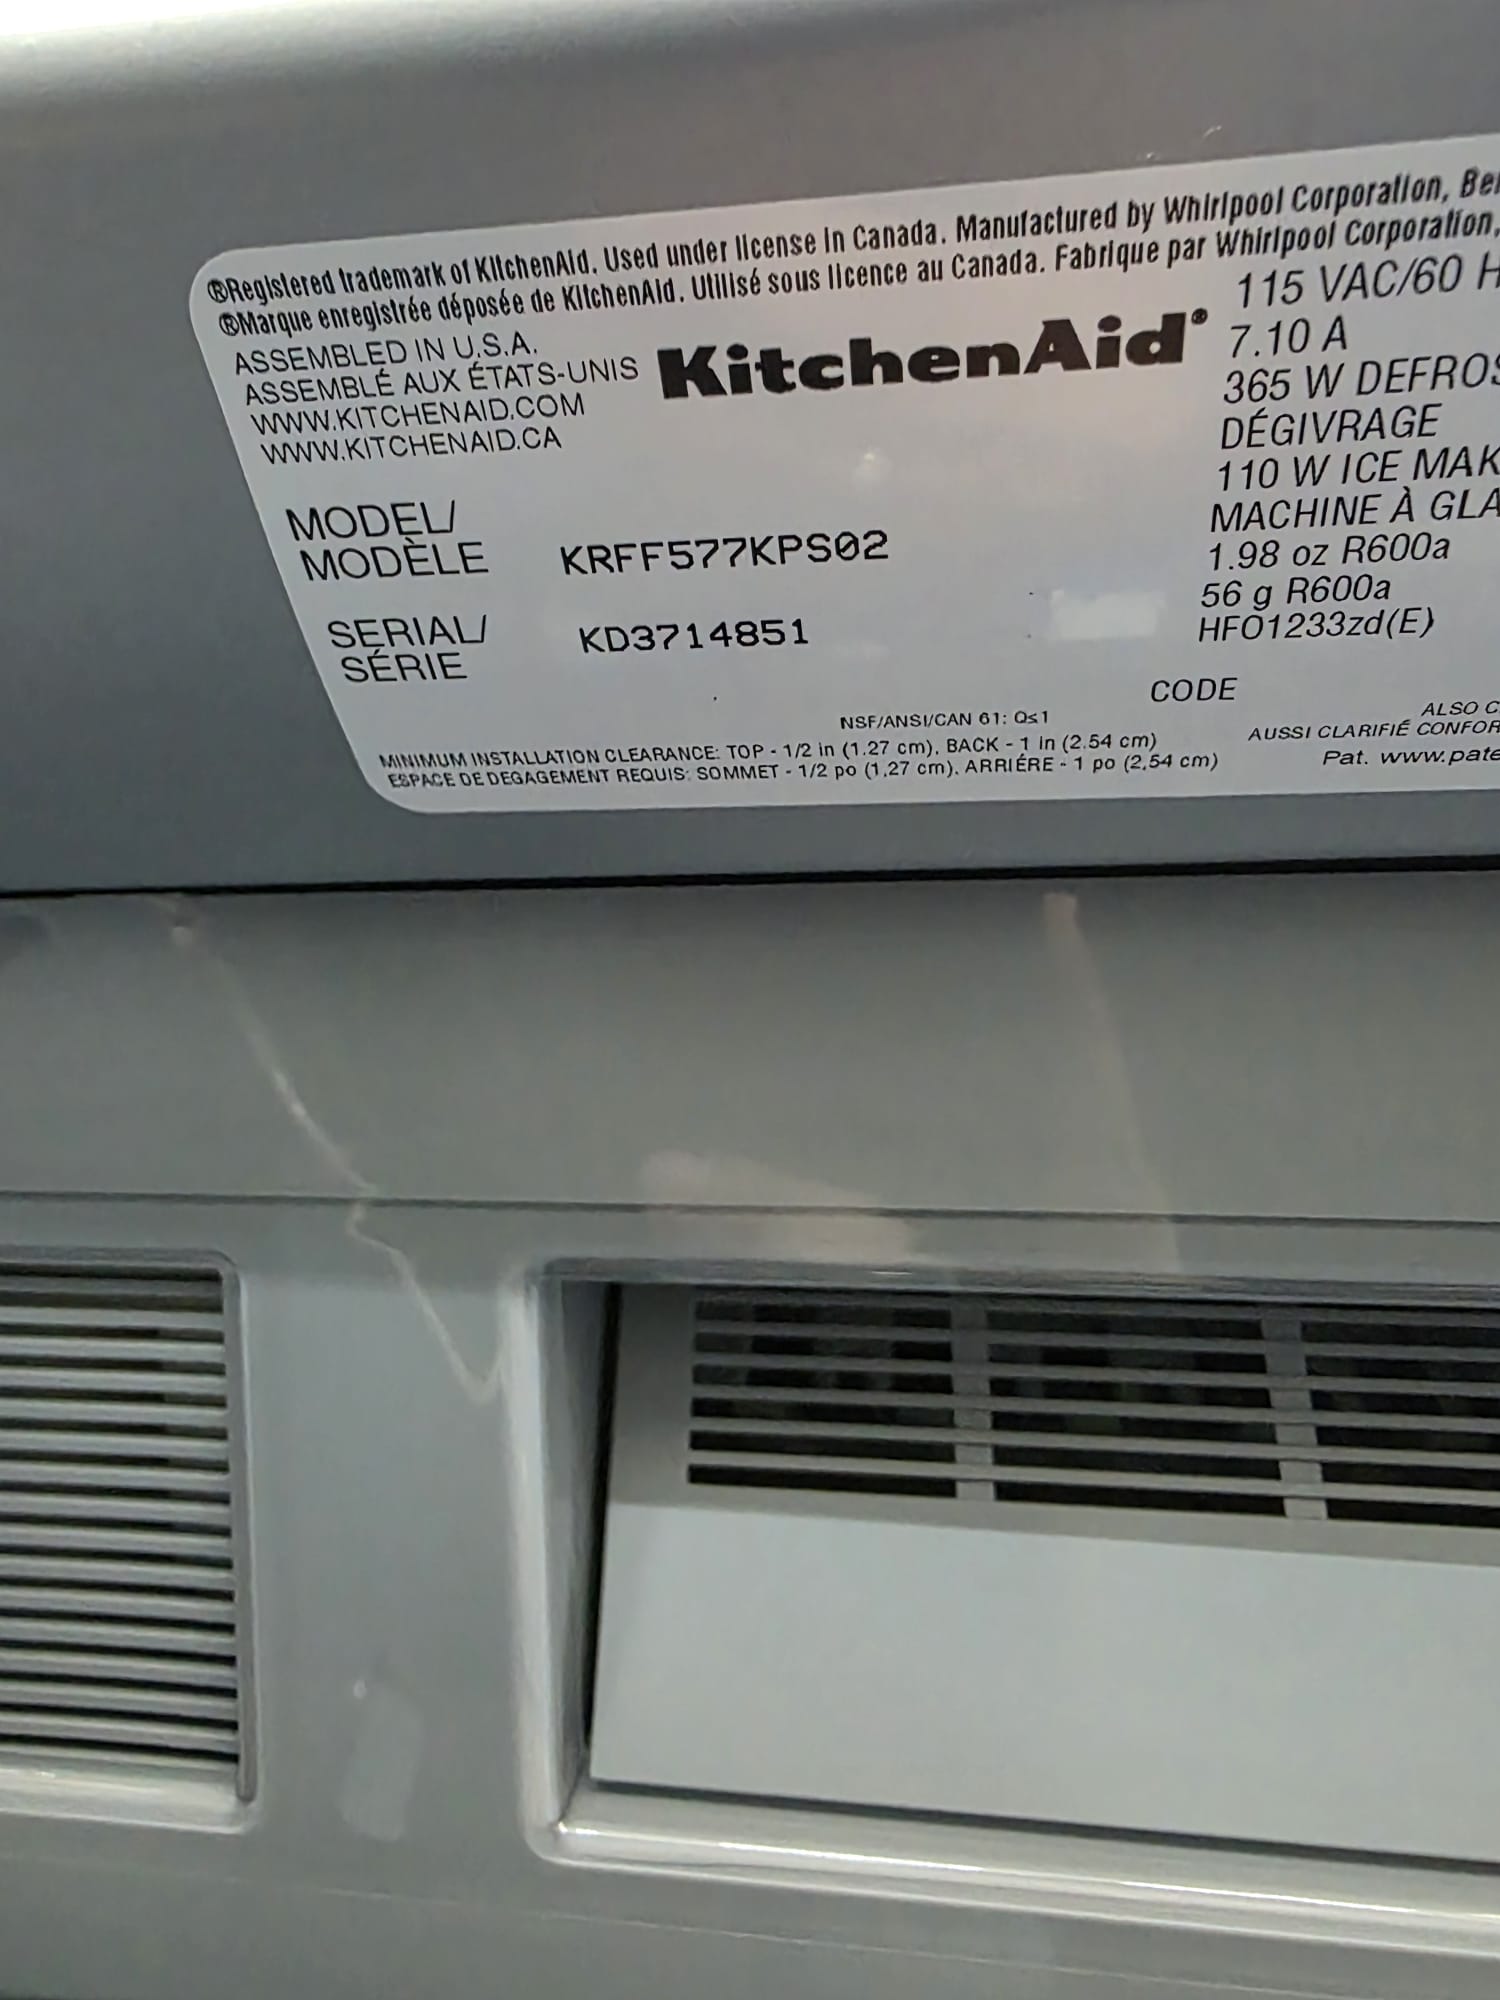 ®Registered trademark of KitchenAid. Used under license in Canada. Manufactured by Whirlpool Corporation,
®Marque enregistrée déposée de KitchenAid. Utilisé sous licence au Canada. Fabrique par Whirlpool Corporation,
ASSEMBLED IN U.S.A.
ASSEMBLÉ AUX ÉTATS-UNIS
WWW.KITCHENAID.COM
WWW.KITCHENAID.CA
KitchenAid®
115 VAC/60
7.10 A
365 W
DÉGIVRAGE
110 W ICE
MACHINE À
1.98 oz R600a
56 g R600a
HFO1233zd(E)
MODEL/
MODÈLE KRFF577KPS02
SERIAL/
SÉRIE KD3714851
CODE
NSF/ANSI/CAN 61: Q≤1
MINIMUM INSTALLATION CLEARANCE: TOP - 1/2 in (1.27 cm), BACK - 1 in (2.54 cm)
ESPACE DE DEGAGEMENT REQUIS: SOMMET - 1/2 po (1,27 cm). ARRIÉRE - 1 po (2,54 cm)
ALSO
AUSSI CLARIFIÉ
Pat.